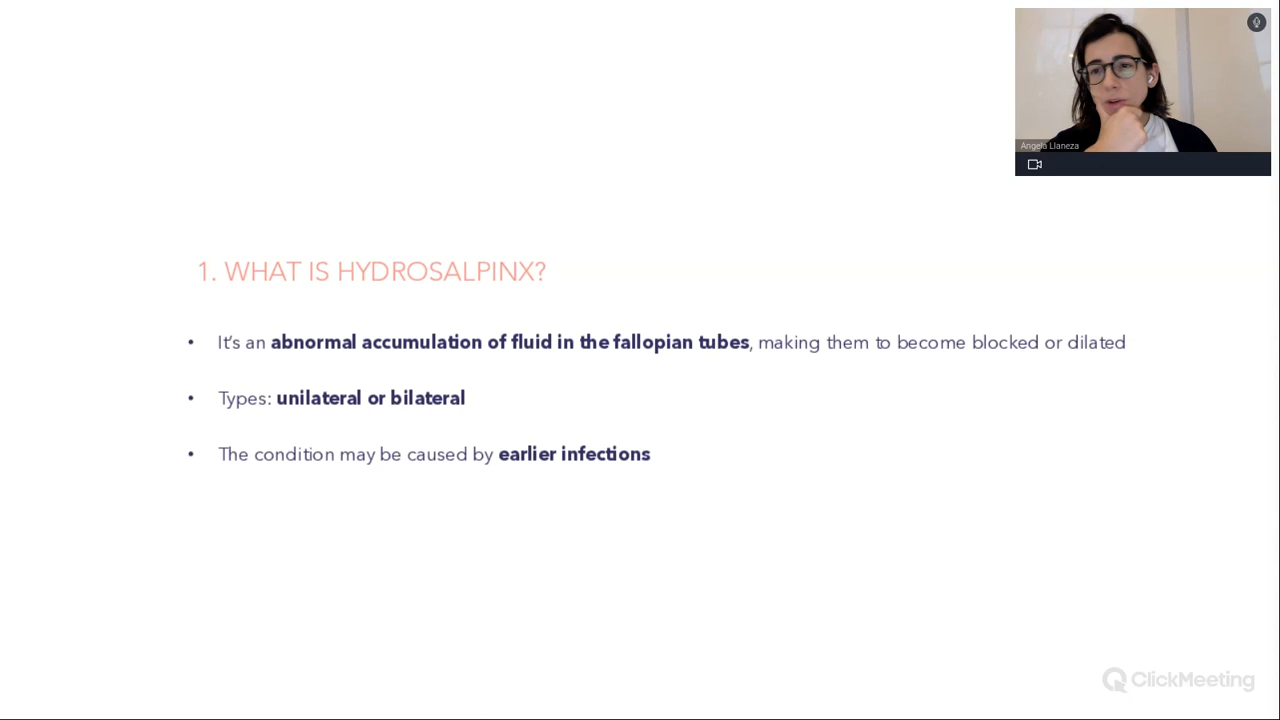 Angela Llaneza
1. WHAT IS HYDROSALPINX?
• It's an abnormal accumulation of fluid in the fallopian tubes, making them to become blocked or dilated
• Types: unilateral or bilateral
• The condition may be caused by earlier infections
ClickMeeting